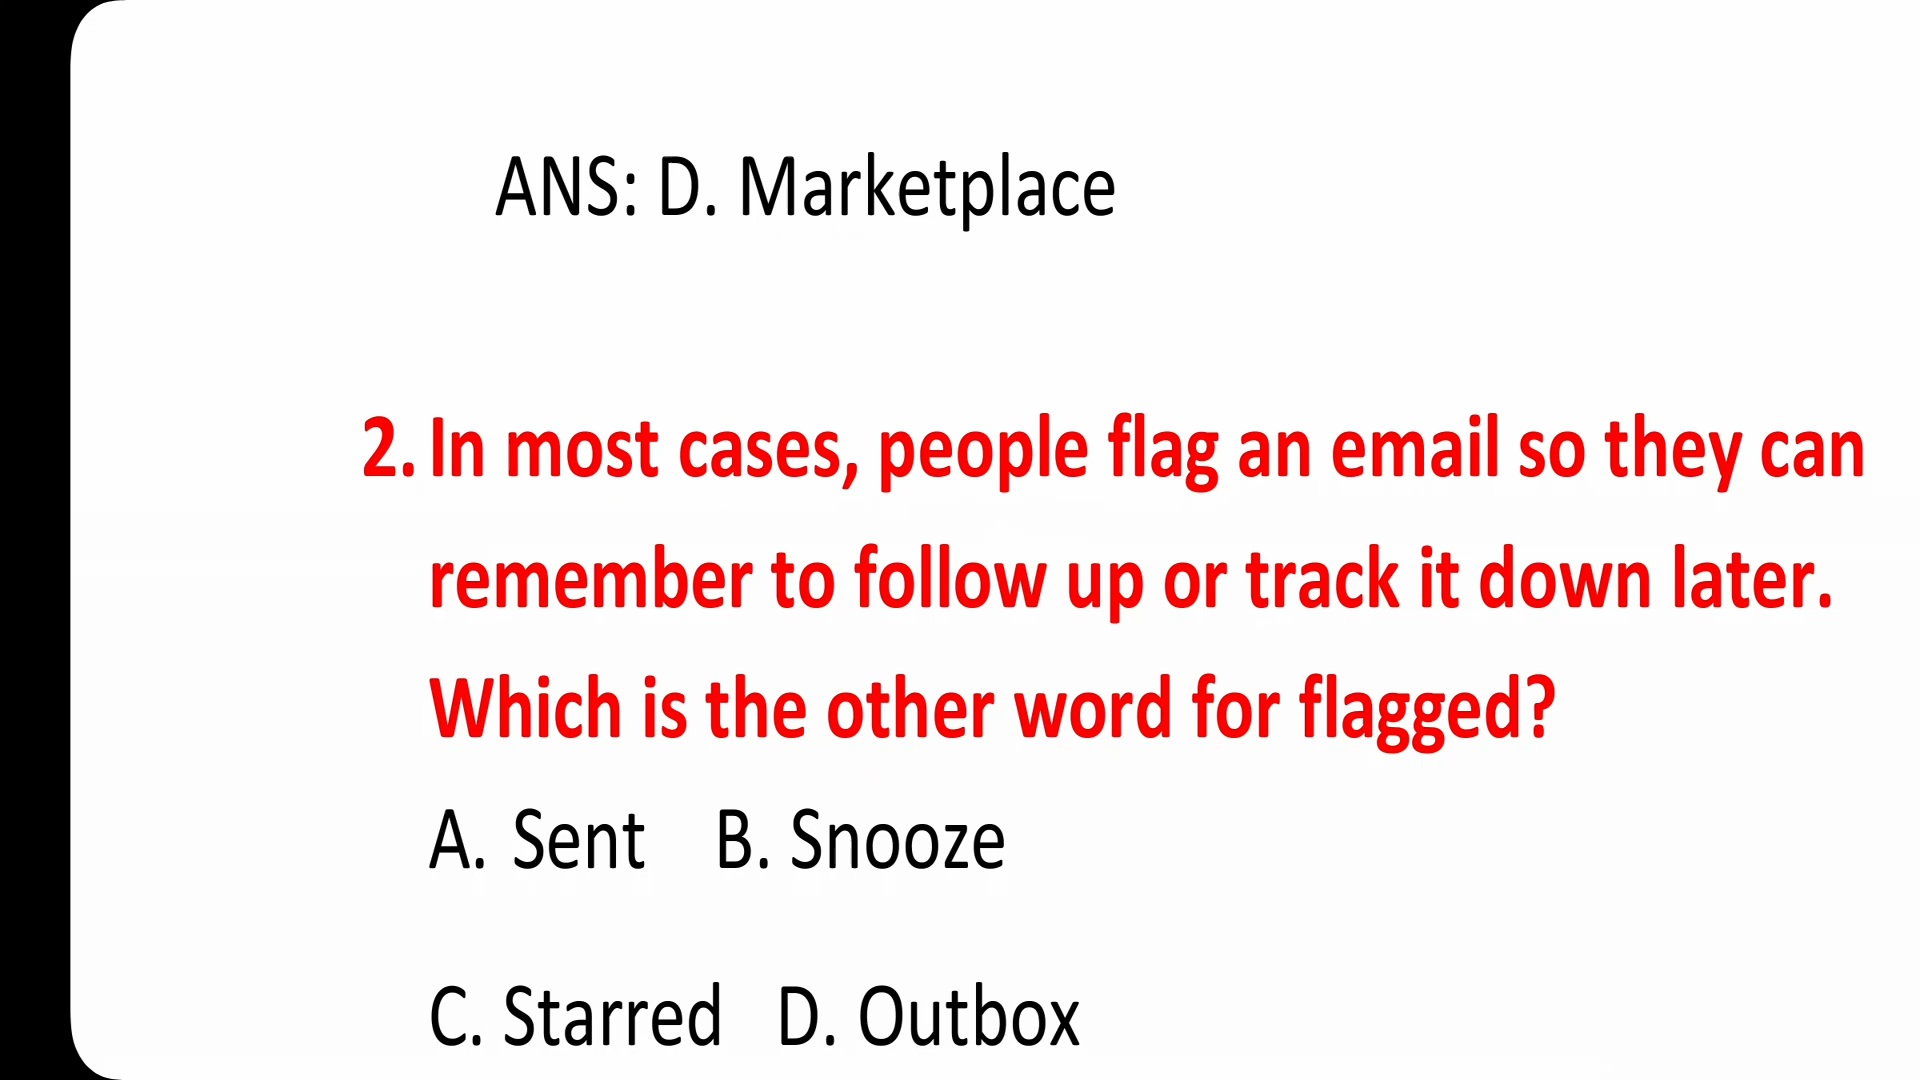 ANS: D. Marketplace
2. In most cases, people flag an email so they can
remember to follow up or track it down later.
Which is the other word for flagged?
A. Sent B. Snooze
C. Starred D. Outbox